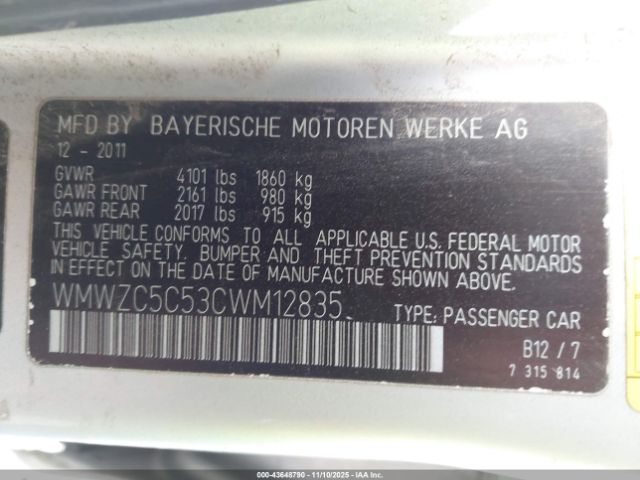 MFD BY BAYERISCHE MOTOREN WERKE AG
12 - 2011
GVWR 4101 lbs 1860 kg
GAWR FRONT 2161 lbs 980 kg
GAWR REAR 2017 lbs 915 kg
THIS VEHICLE CONFORMS TO ALL APPLICABLE U.S. FEDERAL MOTOR
VEHICLE SAFETY, BUMPER AND THEFT PREVENTION STANDARDS
IN EFFECT ON THE DATE OF MANUFACTURE SHOWN ABOVE.
WMWZC5C53CWM12835
TYPE: PASSENGER CAR
B12 / 7
7 315 814
000-43648790 — 11/10/2025 — IAAI.com